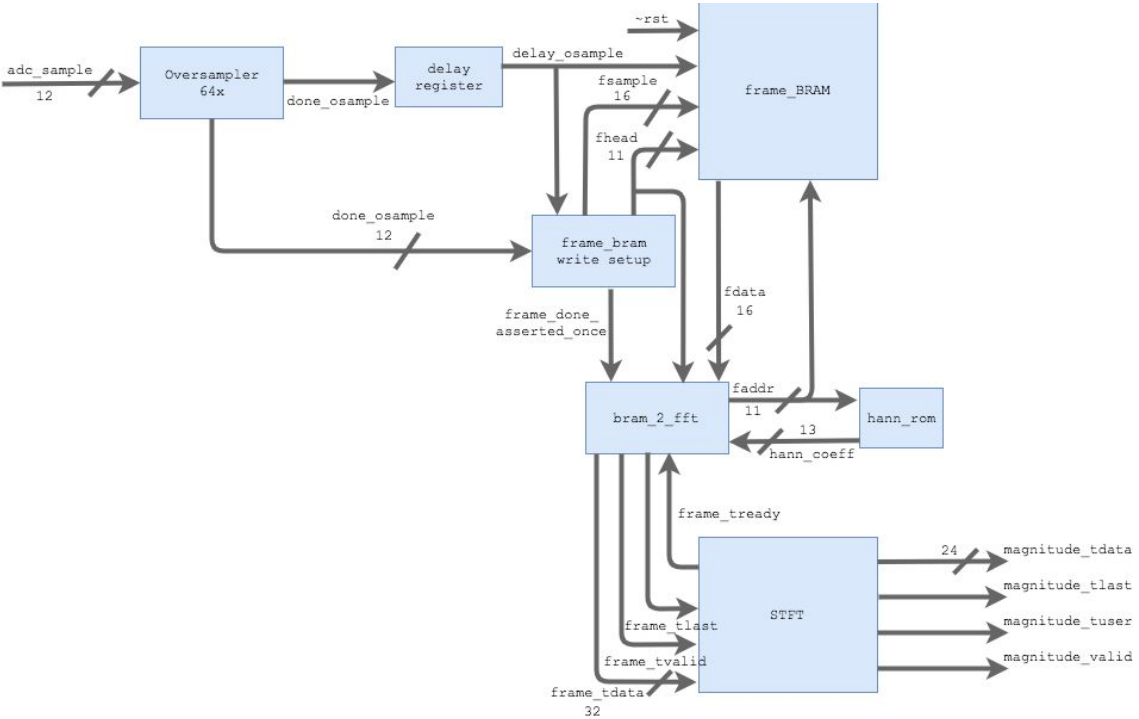 ~rst
adc_sample
12
Oversampler
64x
done_osample
delay
register
delay_osample
fsample
16
frame_BRAM
fhead
11
done_osample
12
frame_bram
write setup
frame_done_
asserted_once
fdata
16
bram_2_fft
faddr
11
hann_rom
13
hann_coeff
frame_tready
STFT
24
magnitude_tdata
magnitude_tlast
magnitude_tuser
magnitude_valid
frame_tlast
frame_tvalid
frame_tdata
32